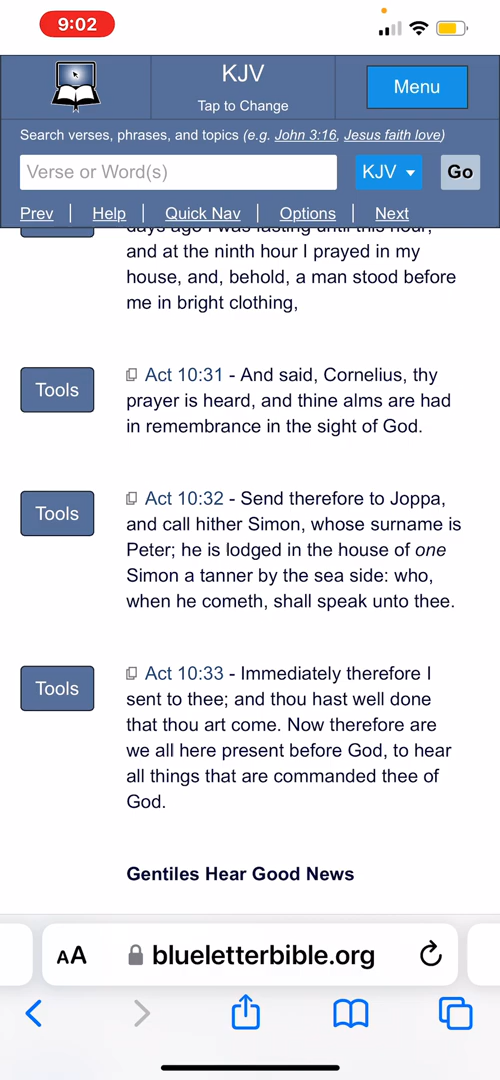 9:02
KJV
Tap to Change
Menu
Search verses, phrases, and topics (e.g. John 3:16, Jesus faith love)
Verse or Word(s)
KJV
Go
Prev | Help | Quick Nav | Options | Next
days ago I was fasting until this hour;
and at the ninth hour I prayed in my
house, and, behold, a man stood before
me in bright clothing,
Tools
Act 10:31 - And said, Cornelius, thy
prayer is heard, and thine alms are had
in remembrance in the sight of God.
Tools
Act 10:32 - Send therefore to Joppa,
and call hither Simon, whose surname is
Peter; he is lodged in the house of one
Simon a tanner by the sea side: who,
when he cometh, shall speak unto thee.
Tools
Act 10:33 - Immediately therefore I
sent to thee; and thou hast well done
that thou art come. Now therefore are
we all here present before God, to hear
all things that are commanded thee of
God.
Gentiles Hear Good News
AA blueletterbible.org